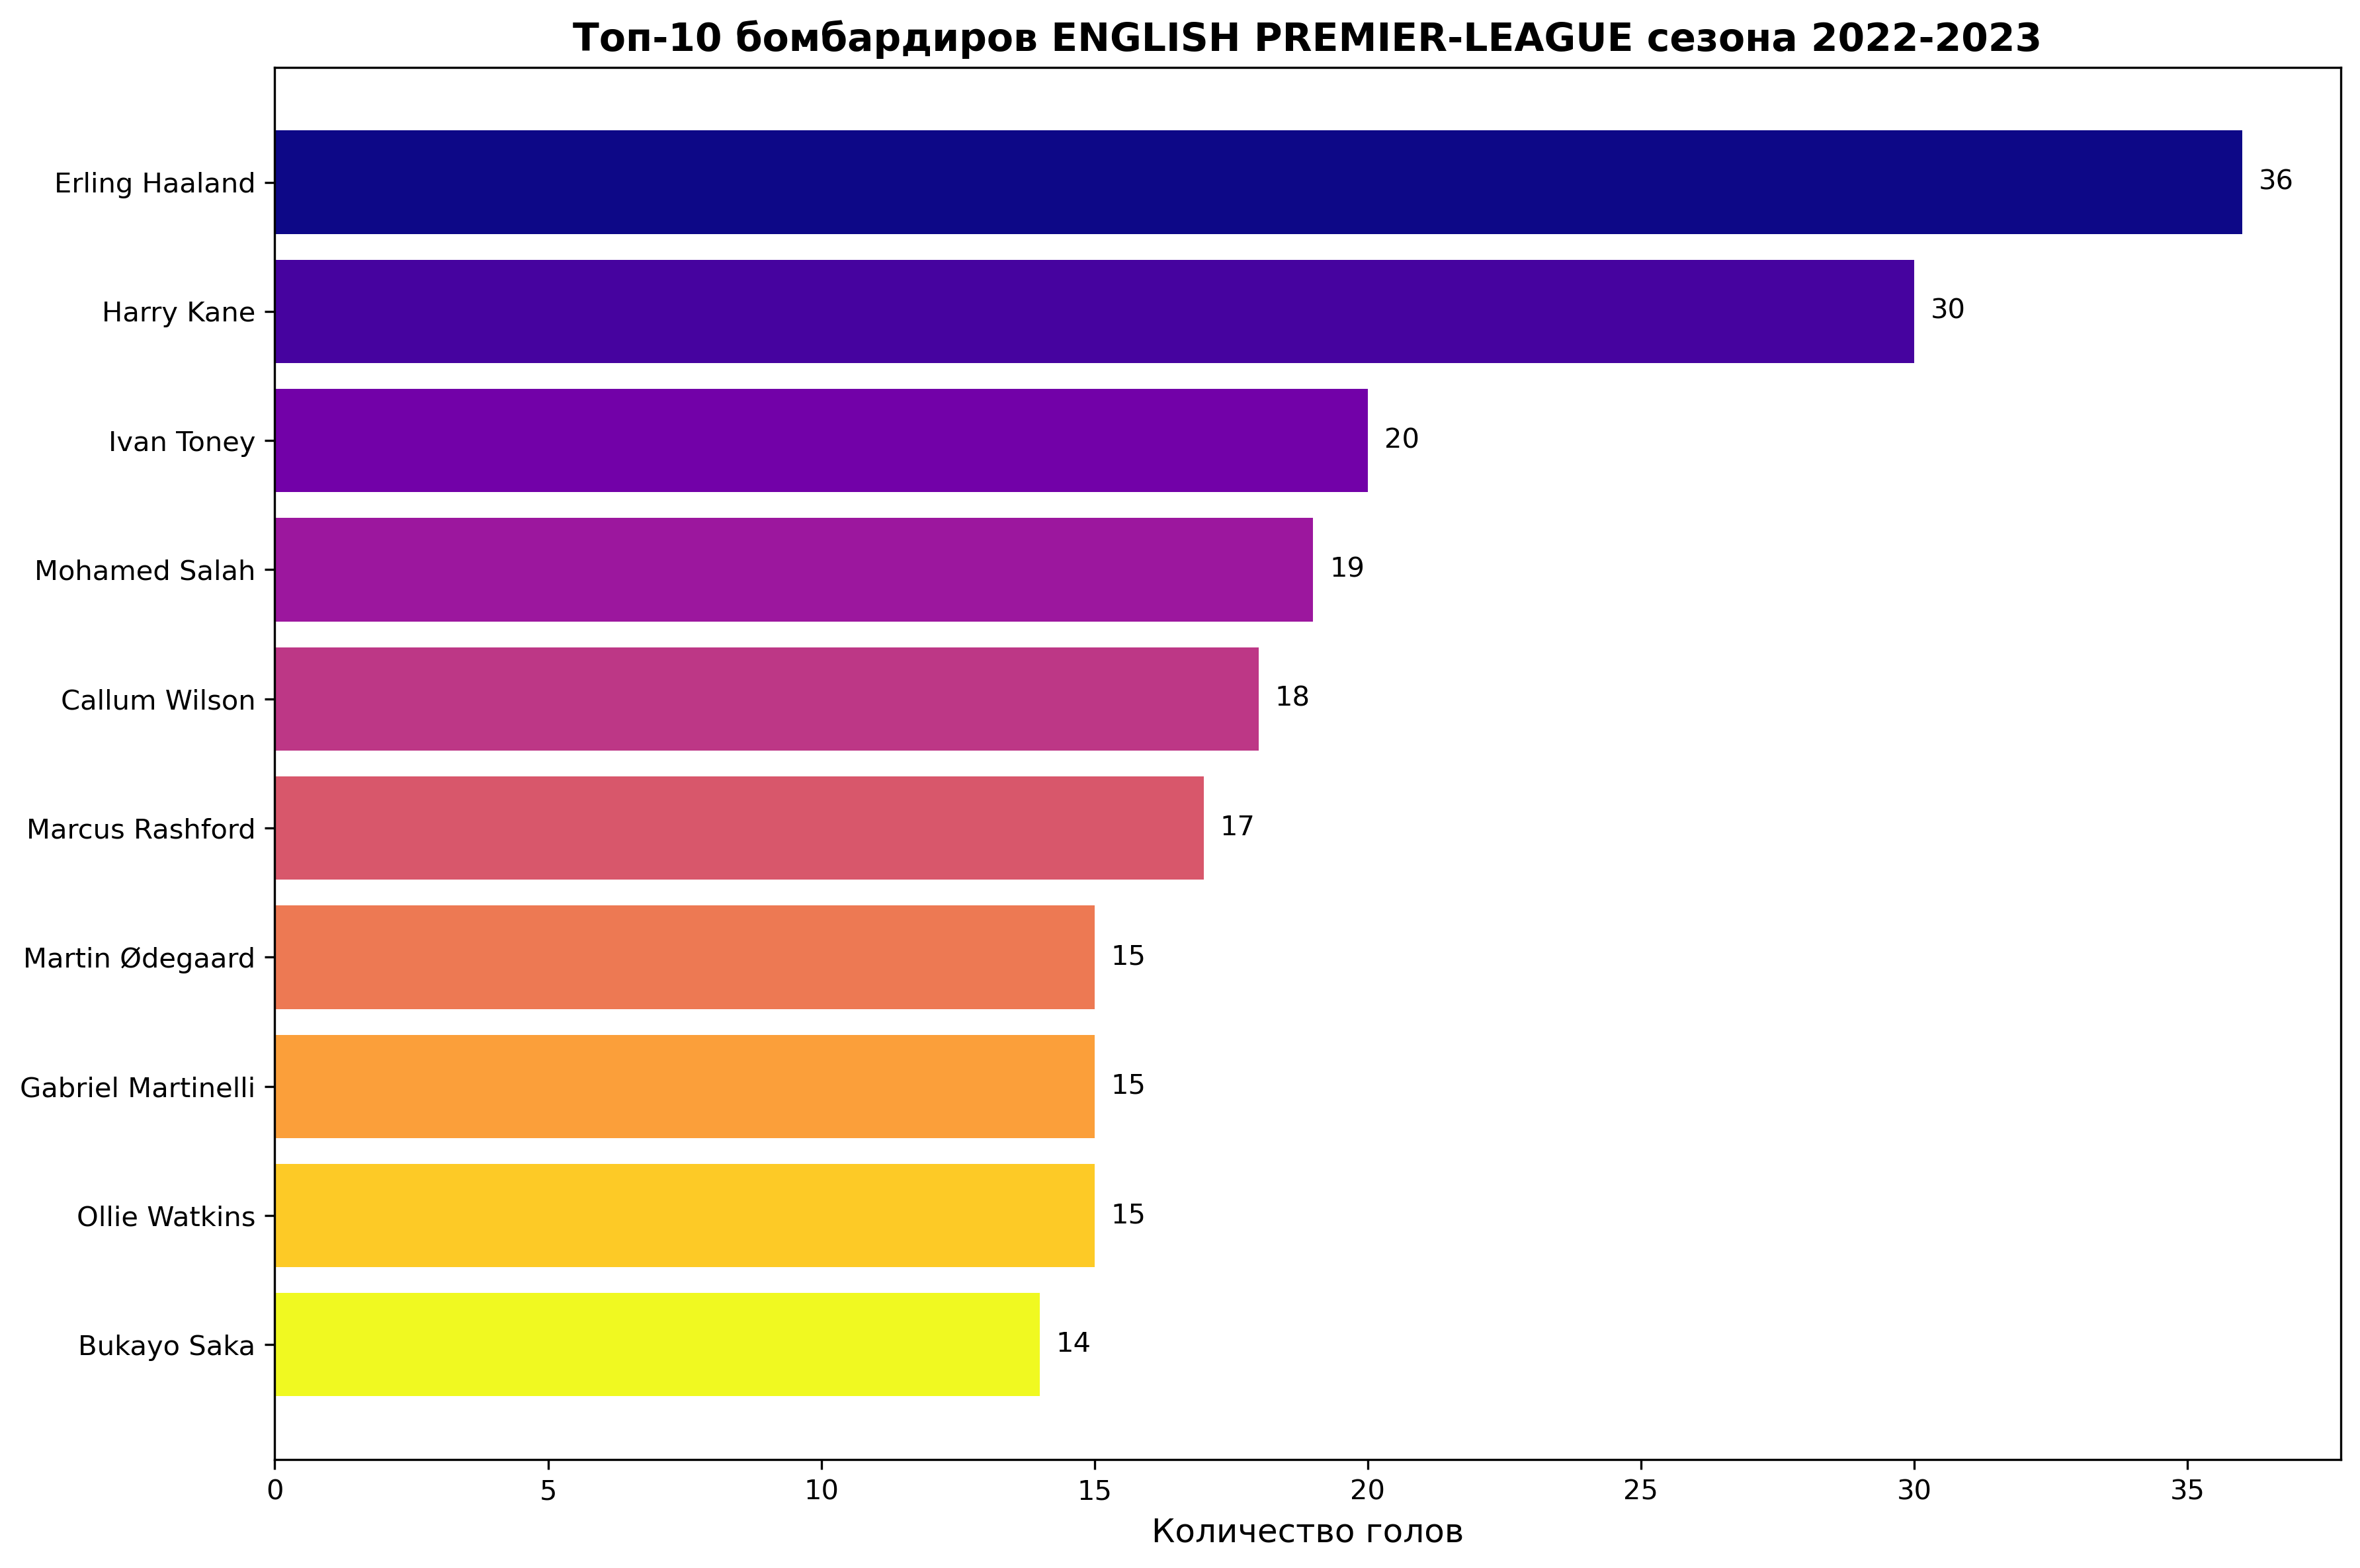 Топ-10 бомбардиров ENGLISH PREMIER-LEAGUE сезона 2022-2023
Erling Haaland 36
Harry Kane 30
Ivan Toney 20
Mohamed Salah 19
Callum Wilson 18
Marcus Rashford 17
Martin Ødegaard 15
Gabriel Martinelli 15
Ollie Watkins 15
Bukayo Saka 14
0 5 10 15 20 25 30 35
Количество голов